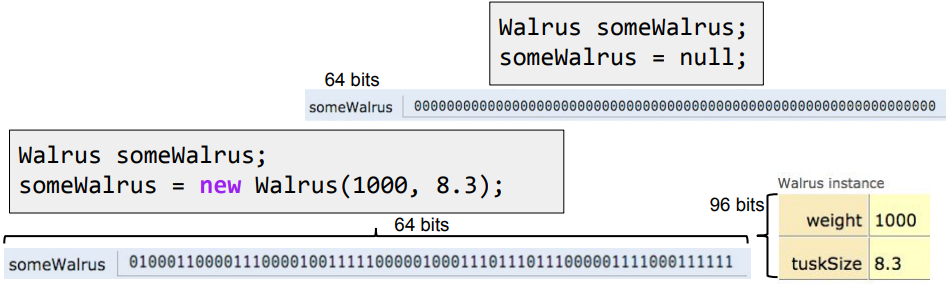 Walrus someWalrus;
someWalrus = null;
64 bits
someWalrus 0000000000000000000000000000000000000000000000000000000000000000
Walrus someWalrus;
someWalrus = new Walrus(1000, 8.3);
64 bits
someWalrus 0100011000011100001001111100000100011101110111000001111000111111
Walrus instance
96 bits
weight 1000
tuskSize 8.3